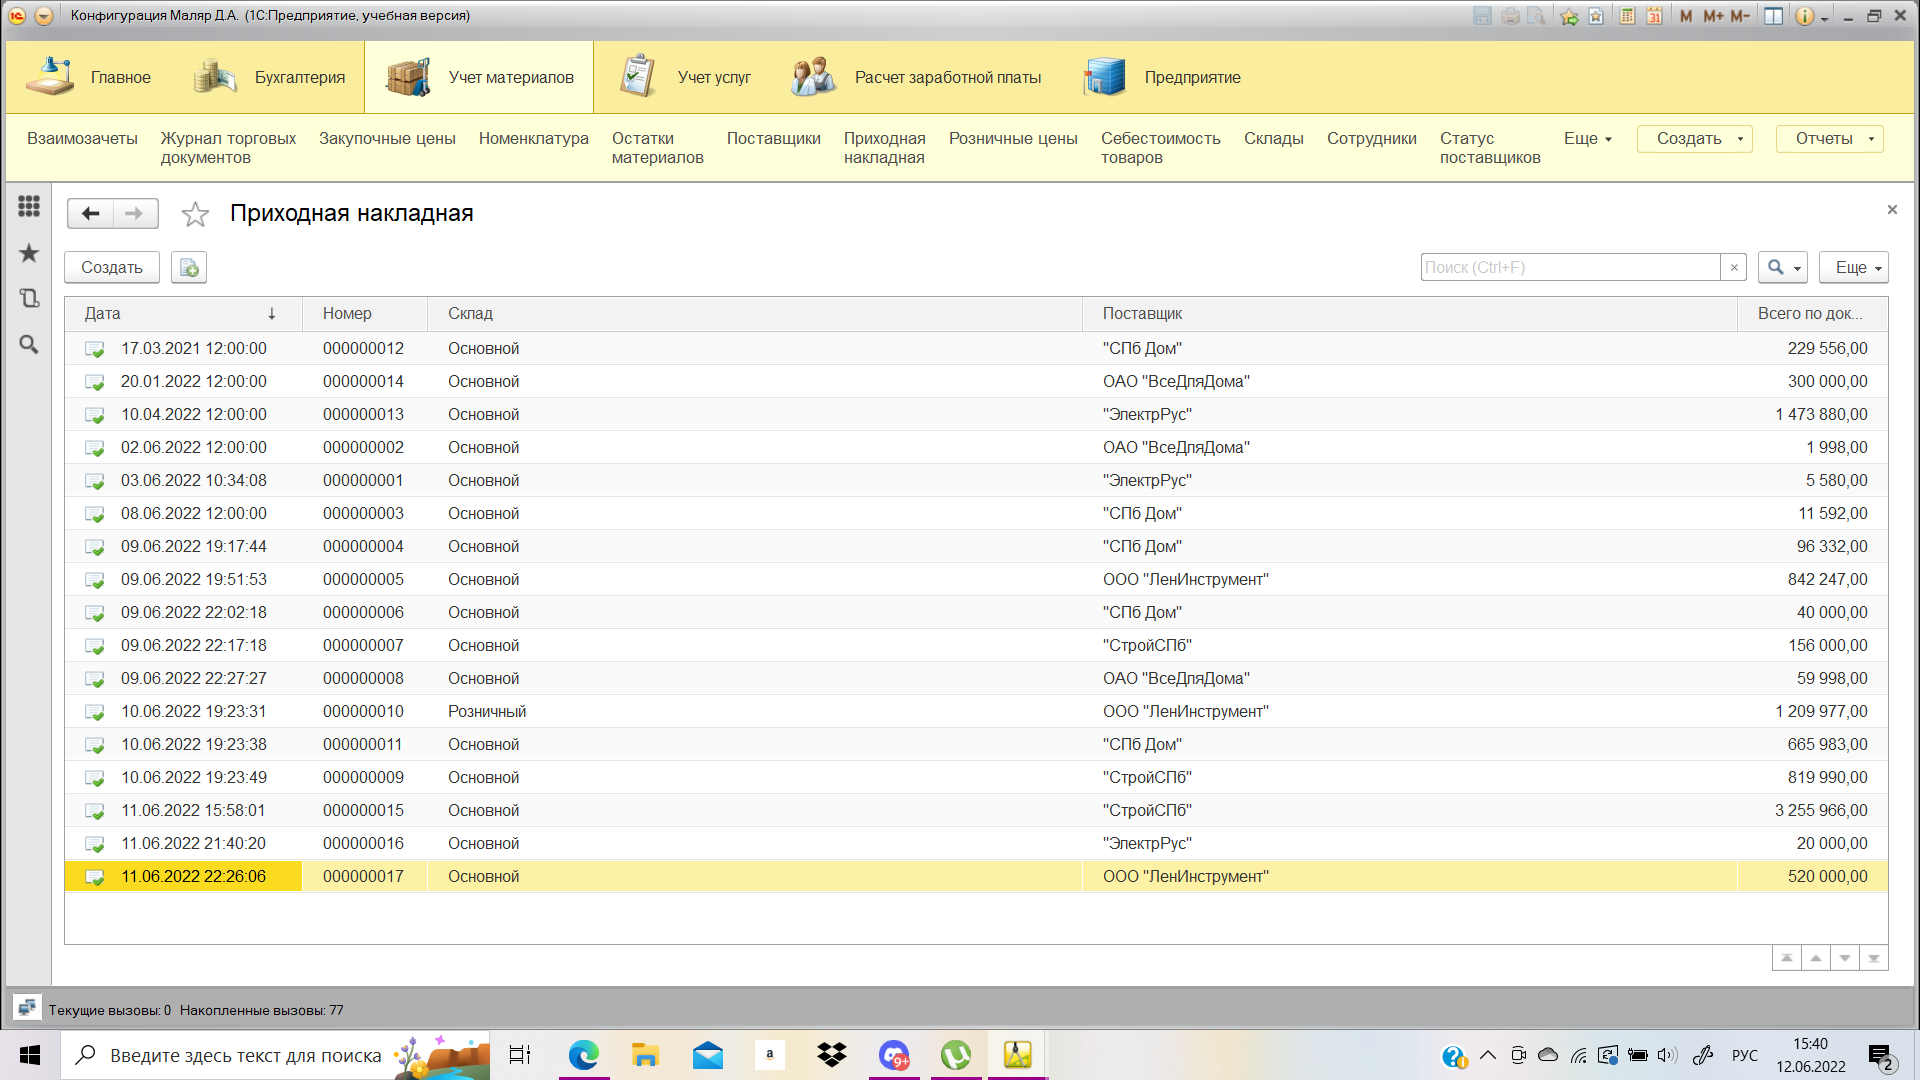 Конфигурация Маляр Д.А. (1С:Предприятие, учебная версия)
31 M M+ M-
Главное Бухгалтерия Учет материалов Учет услуг Расчет заработной платы Предприятие
Взаимозачеты Журнал торговых документов Закупочные цены Номенклатура Остатки материалов Поставщики Приходная накладная Розничные цены Себестоимость товаров Склады Сотрудники Статус поставщиков Еще Создать Отчеты
Приходная накладная
Создать Поиск (Ctrl+F) × Еще
Дата ↓ Номер Склад Поставщик Всего по док...
17.03.2021 12:00:00 000000012 Основной "СПб Дом" 229 556,00
20.01.2022 12:00:00 000000014 Основной ОАО "ВсеДляДома" 300 000,00
10.04.2022 12:00:00 000000013 Основной "ЭлектрРус" 1 473 880,00
02.06.2022 12:00:00 000000002 Основной ОАО "ВсеДляДома" 1 998,00
03.06.2022 10:34:08 000000001 Основной "ЭлектрРус" 5 580,00
08.06.2022 12:00:00 000000003 Основной "СПб Дом" 11 592,00
09.06.2022 19:17:44 000000004 Основной "СПб Дом" 96 332,00
09.06.2022 19:51:53 000000005 Основной ООО "ЛенИнструмент" 842 247,00
09.06.2022 22:02:18 000000006 Основной "СПб Дом" 40 000,00
09.06.2022 22:17:18 000000007 Основной "СтройСПб" 156 000,00
09.06.2022 22:27:27 000000008 Основной ОАО "ВсеДляДома" 59 998,00
10.06.2022 19:23:31 000000010 Розничный ООО "ЛенИнструмент" 1 209 977,00
10.06.2022 19:23:38 000000011 Основной "СПб Дом" 665 983,00
10.06.2022 19:23:49 000000009 Основной "СтройСПб" 819 990,00
11.06.2022 15:58:01 000000015 Основной "СтройСПб" 3 255 966,00
11.06.2022 21:40:20 000000016 Основной "ЭлектрРус" 20 000,00
11.06.2022 22:26:06 000000017 Основной ООО "ЛенИнструмент" 520 000,00
Текущие вызовы: 0 Накопленные вызовы: 77
Введите здесь текст для поиска a 9+ РУС 15:40
12.06.2022 2